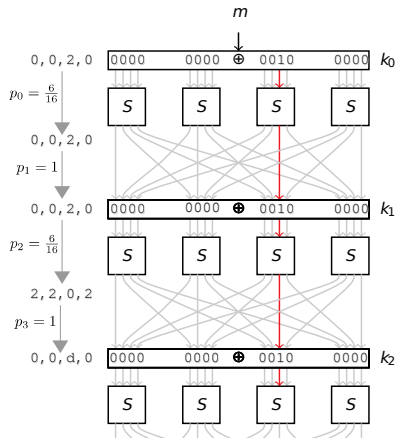 m
0,0,2,0 0000 0000 ⊕ 0010 0000 k₀
p₀ = 6/16
S S S S
0,0,2,0
p₁ = 1
0,0,2,0 0000 0000 ⊕ 0010 0000 k₁
p₂ = 6/16
S S S S
2,2,0,2
p₃ = 1
0,0,d,0 0000 0000 ⊕ 0010 0000 k₂
S S S S